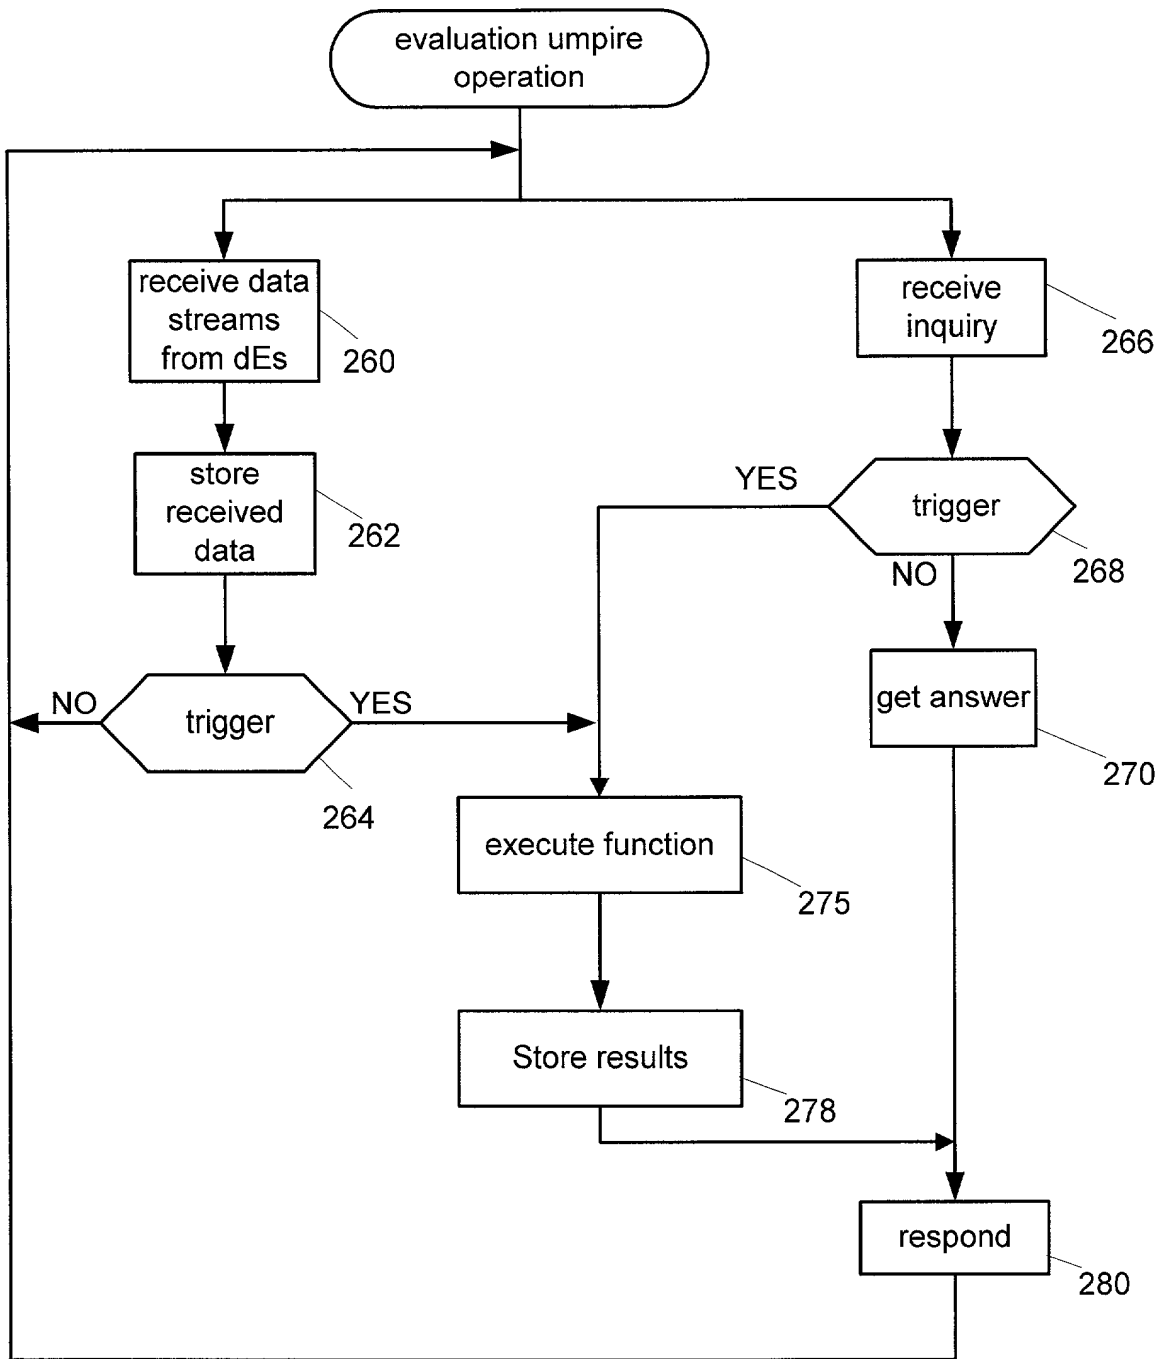 evaluation umpire
operation
receive data
streams
from dEs
260
receive
inquiry
266
store
received
data
262
YES
trigger
268
NO
NO
trigger
YES
264
get answer
270
execute function
275
Store results
278
respond
280